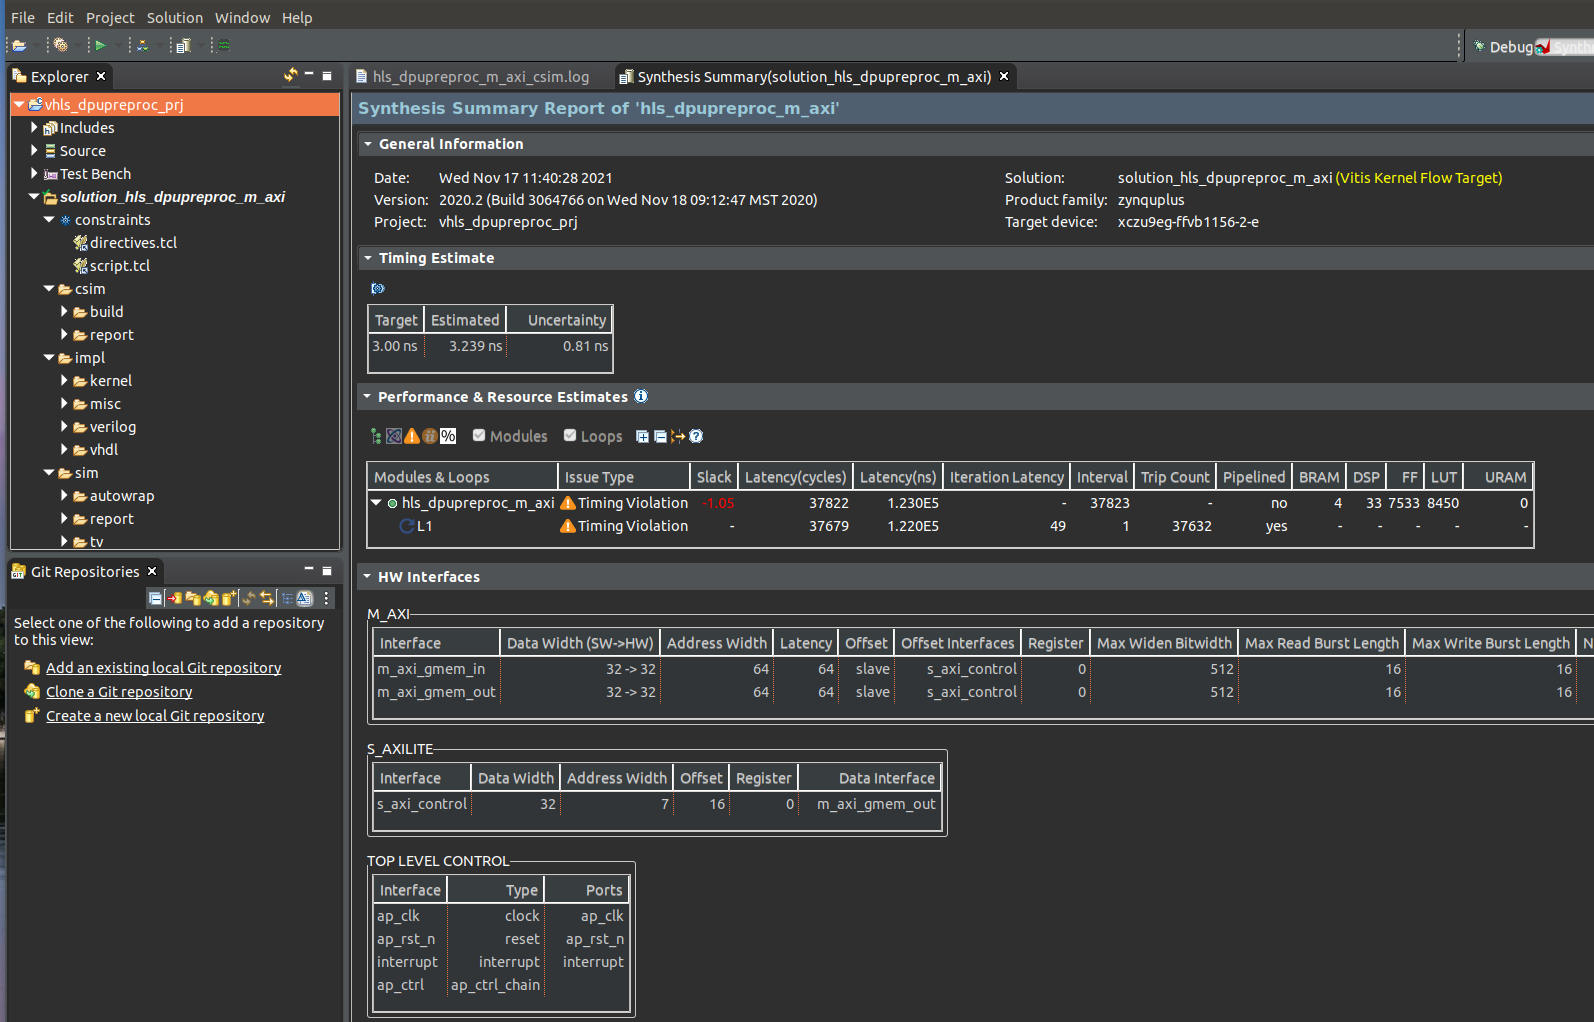 File Edit Project Solution Window Help
Debug Synthe
Explorer
hls_dpupreproc_m_axi_csim.log
Synthesis Summary(solution_hls_dpupreproc_m_axi)
vhls_dpupreproc_prj
Includes
Source
Test Bench
solution_hls_dpupreproc_m_axi
constraints
directives.tcl
script.tcl
csim
build
report
impl
kernel
misc
verilog
vhdl
sim
autowrap
report
tv
Git Repositories
Select one of the following to add a repository
to this view:
Add an existing local Git repository
Clone a Git repository
Create a new local Git repository
Synthesis Summary Report of 'hls_dpupreproc_m_axi'
General Information
Date: Wed Nov 17 11:40:28 2021 Solution: solution_hls_dpupreproc_m_axi (Vitis Kernel Flow Target)
Version: 2020.2 (Build 3064766 on Wed Nov 18 09:12:47 MST 2020) Product family: zynquplus
Project: vhls_dpupreproc_prj Target device: xczu9eg-ffvb1156-2-e
Timing Estimate
Target Estimated Uncertainty
3.00 ns 3.239 ns 0.81 ns
Performance & Resource Estimates
% Modules Loops
Modules & Loops Issue Type Slack Latency(cycles) Latency(ns) Iteration Latency Interval Trip Count Pipelined BRAM DSP FF LUT URAM
hls_dpupreproc_m_axi Timing Violation -1.05 37822 1.230E5 - 37823 - no 4 33 7533 8450 0
L1 Timing Violation - 37679 1.220E5 49 1 37632 yes - - - - -
HW Interfaces
M_AXI
Interface Data Width (SW->HW) Address Width Latency Offset Offset Interfaces Register Max Widen Bitwidth Max Read Burst Length Max Write Burst Length N
m_axi_gmem_in 32 -> 32 64 64 slave s_axi_control 0 512 16 16
m_axi_gmem_out 32 -> 32 64 64 slave s_axi_control 0 512 16 16
S_AXILITE
Interface Data Width Address Width Offset Register Data Interface
s_axi_control 32 7 16 0 m_axi_gmem_out
TOP LEVEL CONTROL
Interface Type Ports
ap_clk clock ap_clk
ap_rst_n reset ap_rst_n
interrupt interrupt interrupt
ap_ctrl ap_ctrl_chain